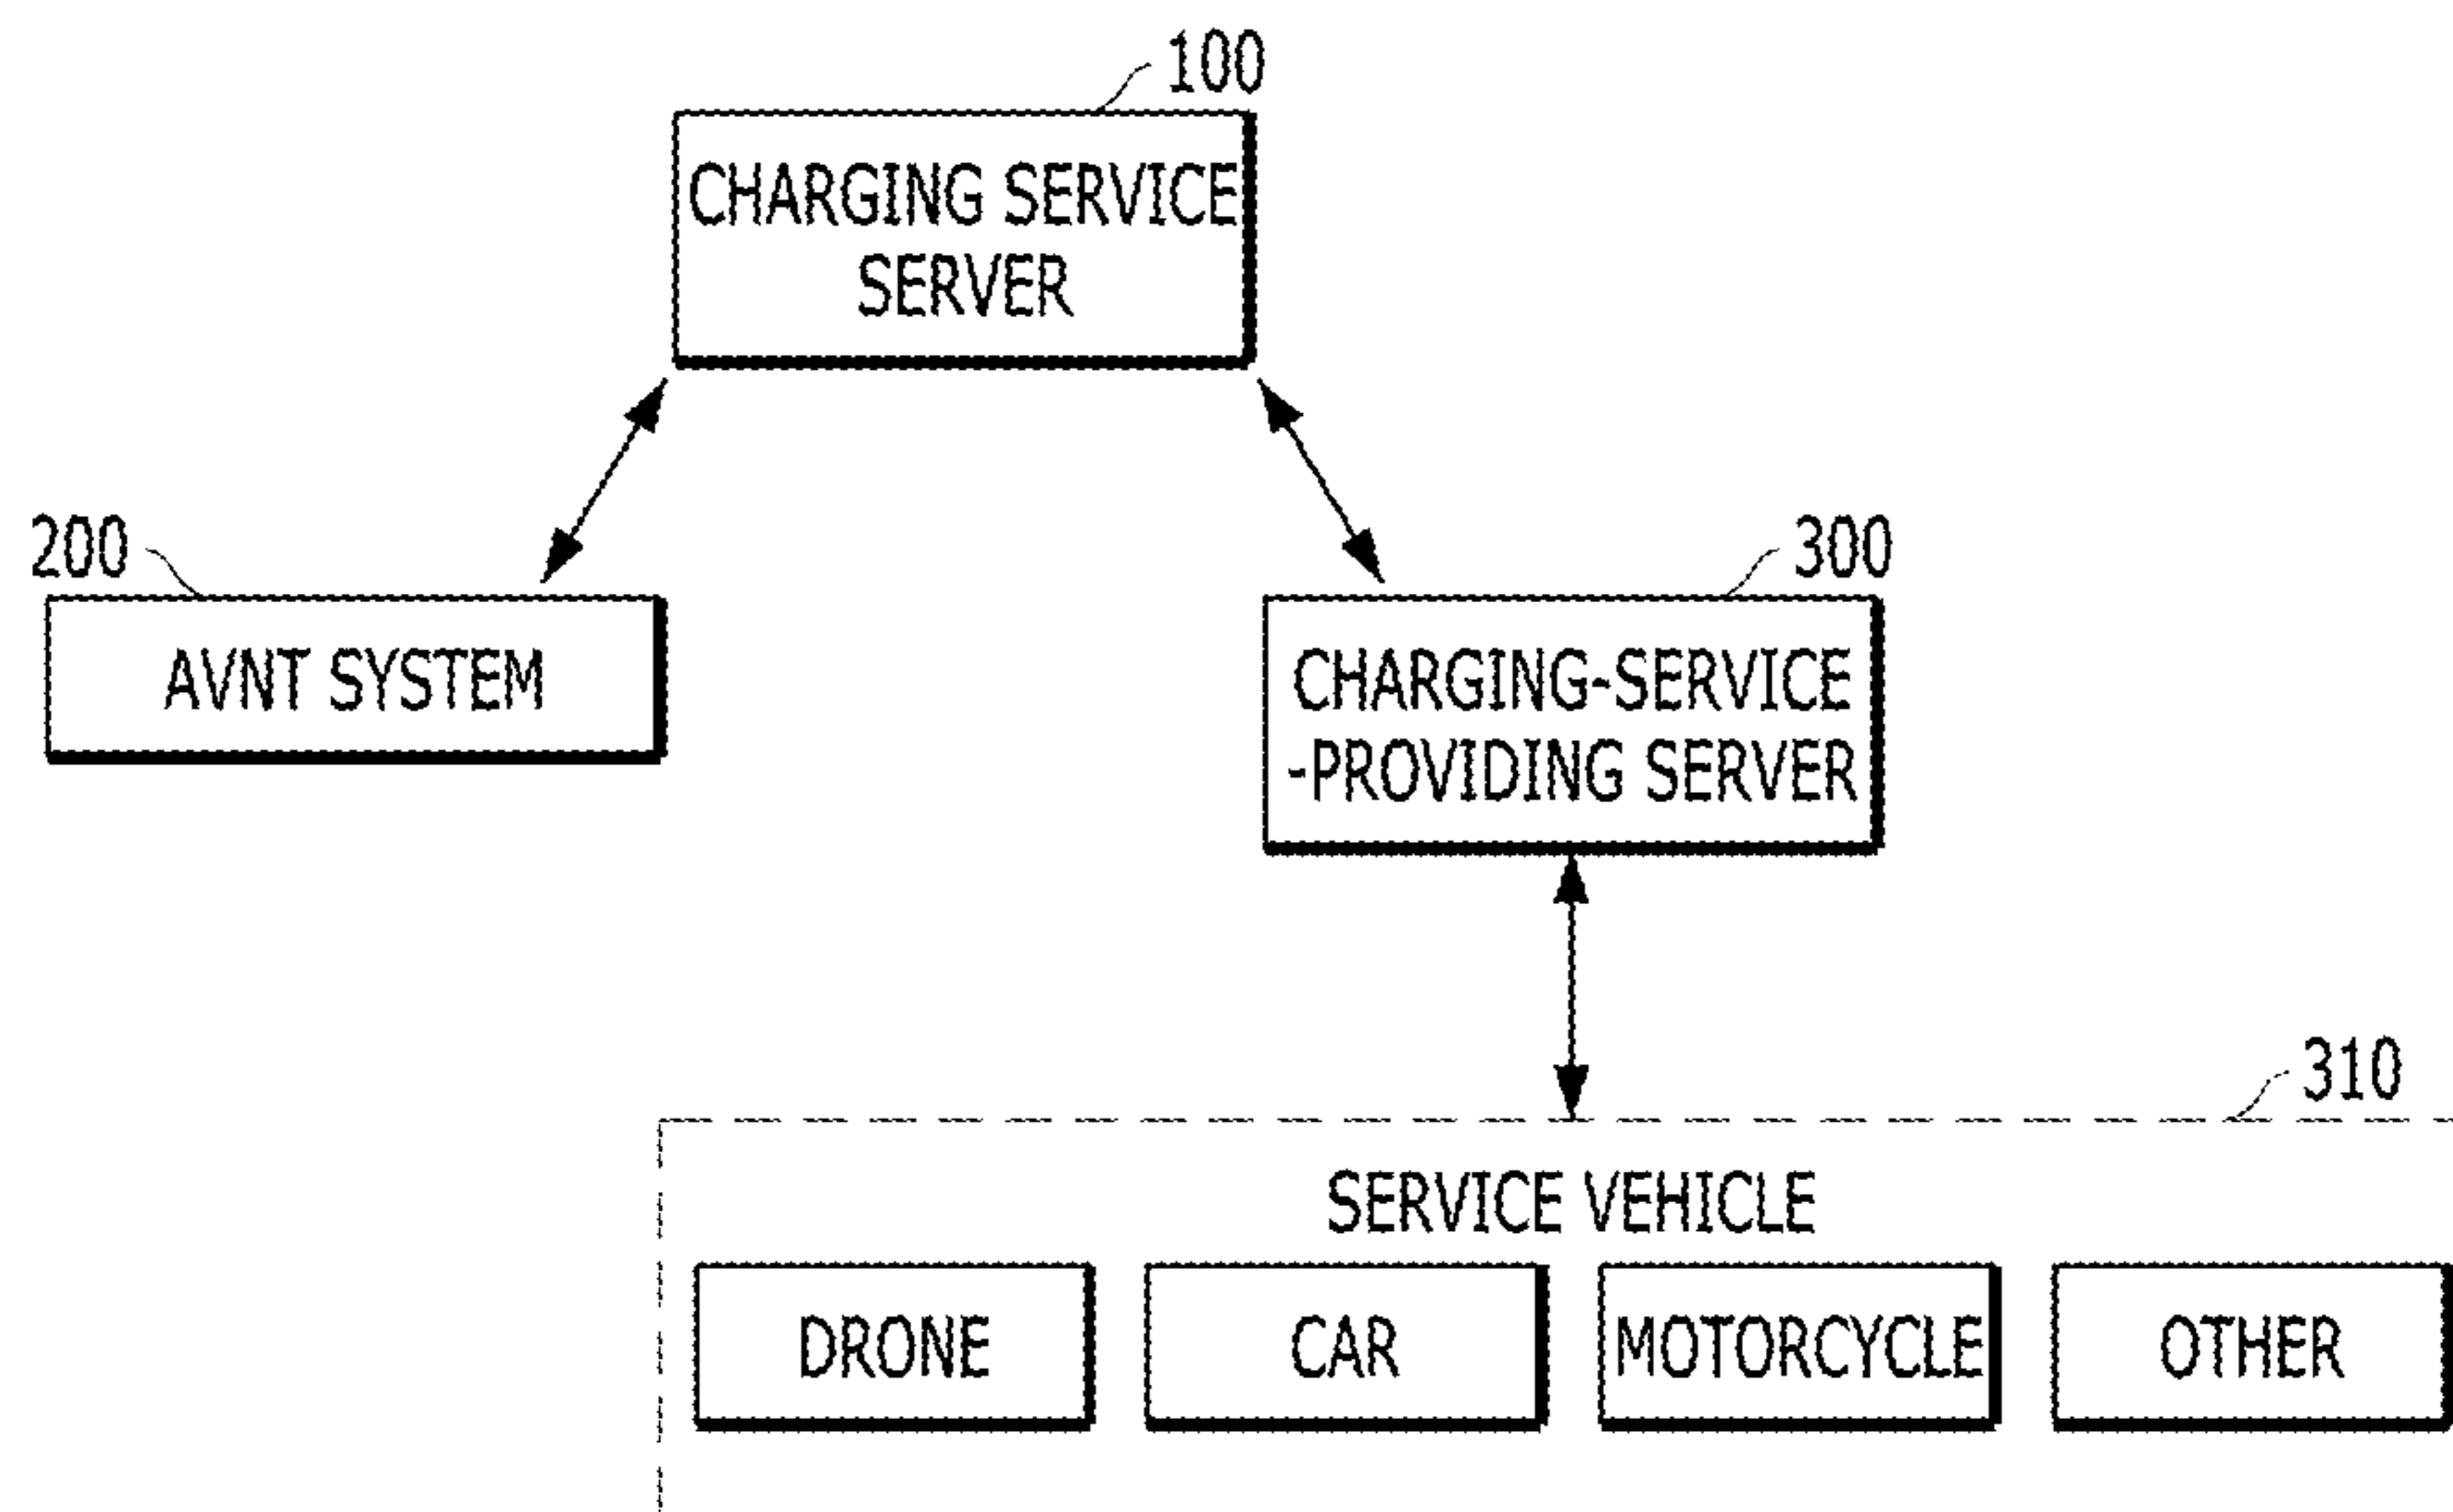 100
CHARGING SERVICE
SERVER
200
300
AVNT SYSTEM
CHARGING-SERVICE
-PROVIDING SERVER
310
SERVICE VEHICLE
DRONE
CAR
MOTORCYCLE
OTHER